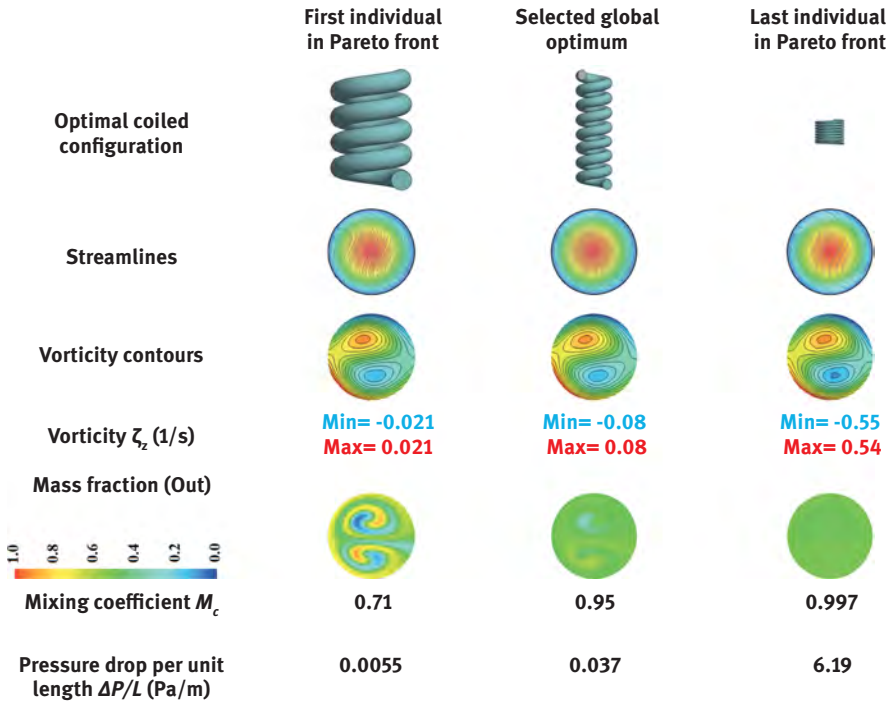 First individual
in Pareto front
Selected global
optimum
Last individual
in Pareto front
Optimal coiled
configuration
Streamlines
Vorticity contours
Vorticity ζz (1/s)
Min= -0.021
Max= 0.021
Min= -0.08
Max= 0.08
Min= -0.55
Max= 0.54
Mass fraction (Out)
1.0 0.8 0.6 0.4 0.2 0.0
Mixing coefficient Mc
0.71
0.95
0.997
Pressure drop per unit
length ΔP/L (Pa/m)
0.0055
0.037
6.19